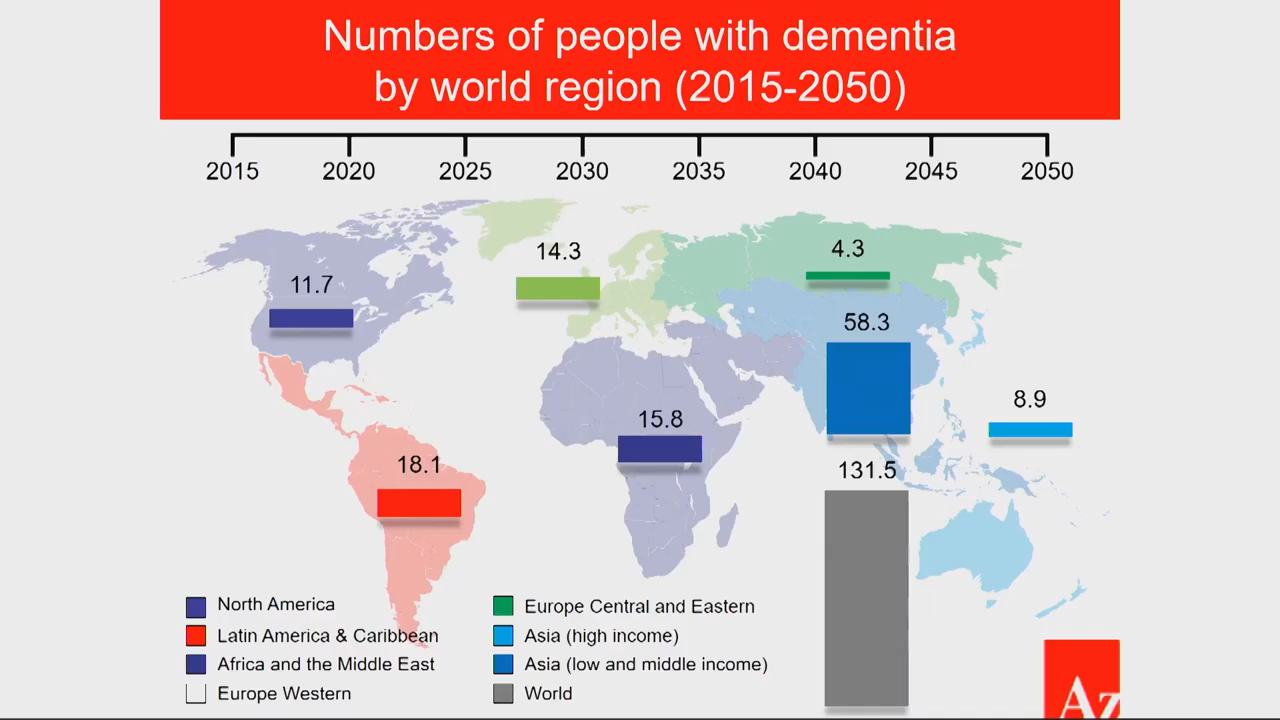 Numbers of people with dementia
by world region (2015-2050)
2015 2020 2025 2030 2035 2040 2045 2050
14.3
4.3
11.7
58.3
8.9
15.8
18.1
131.5
North America
Latin America & Caribbean
Africa and the Middle East
Europe Western
Europe Central and Eastern
Asia (high income)
Asia (low and middle income)
World
Az